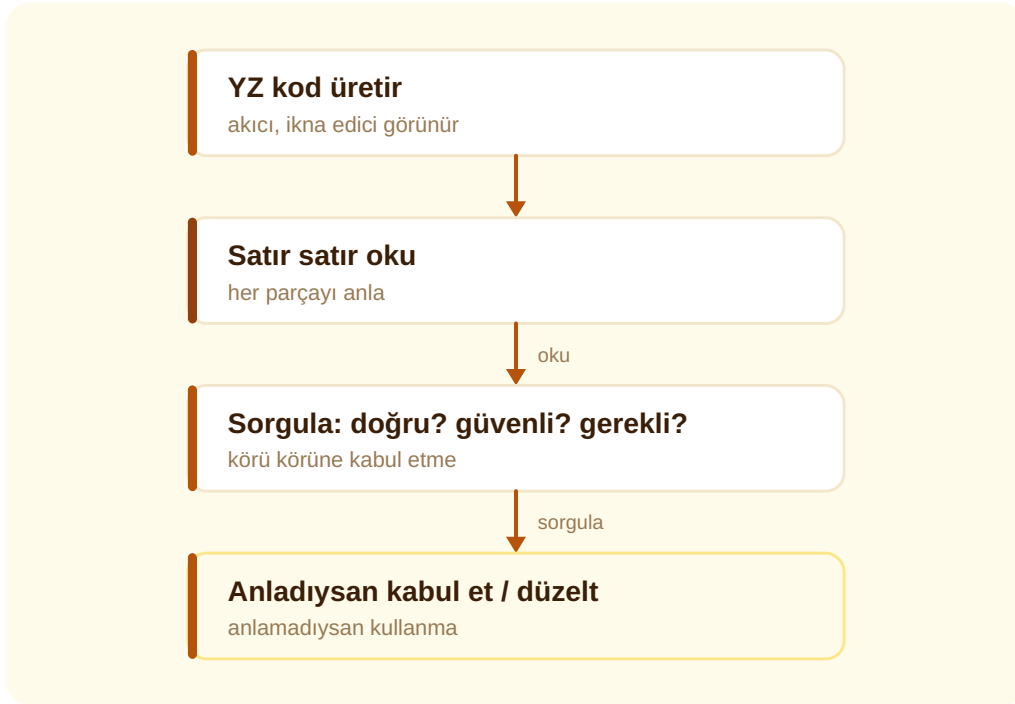 YZ kod üretir
akıcı, ikna edici görünür
Satır satır oku
her parçayı anla
oku
Sorgula: doğru? güvenli? gerekli?
körü körüne kabul etme
sorgula
Anladıysan kabul et / düzelt
anlamadıysan kullanma